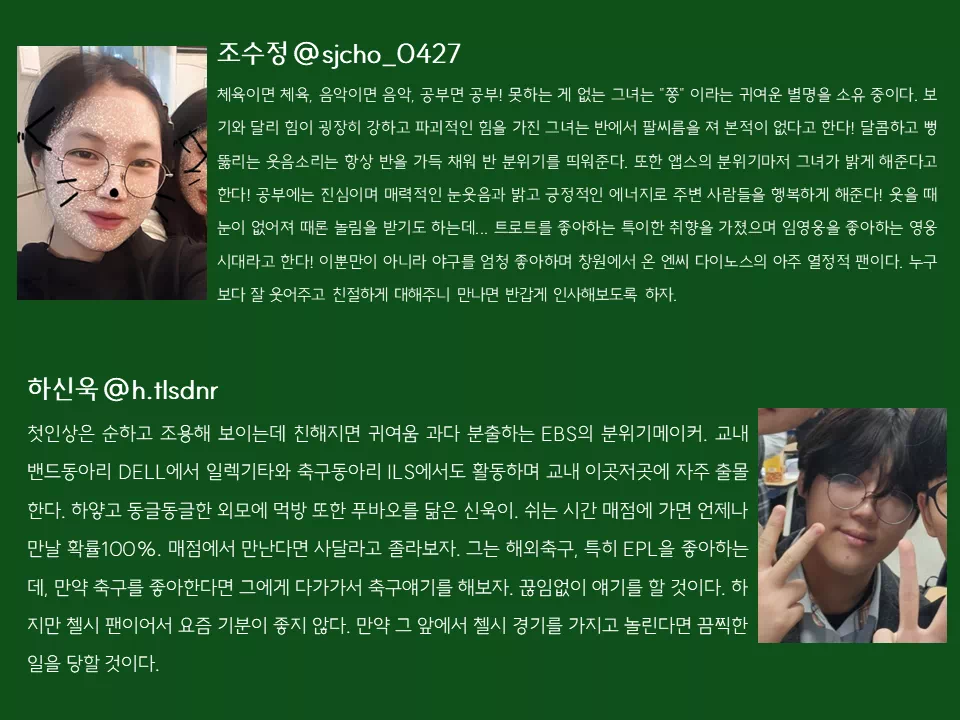 조수정 @sjcho_0427
체육이면 체육, 음악이면 음악, 공부면 공부! 못하는 게 없는 그녀는 "쫑" 이라는 귀여운 별명을 소유 중이다. 보
기와 달리 힘이 굉장히 강하고 파괴적인 힘을 가진 그녀는 반에서 팔씨름을 져 본적이 없다고 한다! 달콤하고 뻥
뚫리는 웃음소리는 항상 반을 가득 채워 반 분위기를 띄워준다. 또한 앱스의 분위기마저 그녀가 밝게 해준다고
한다! 공부에는 진심이며 매력적인 눈웃음과 밝고 긍정적인 에너지로 주변 사람들을 행복하게 해준다! 웃을 때
눈이 없어져 때론 놀림을 받기도 하는데... 트로트를 좋아하는 특이한 취향을 가졌으며 임영웅을 좋아하는 영웅
시대라고 한다! 이뿐만이 아니라 야구를 엄청 좋아하며 창원에서 온 엔씨 다이노스의 아주 열정적 팬이다. 누구
보다 잘 웃어주고 친절하게 대해주니 만나면 반갑게 인사해보도록 하자.
하신욱 @h.tlsdnr
첫인상은 순하고 조용해 보이는데 친해지면 귀여움 과다 분출하는 EBS의 분위기메이커. 교내
밴드동아리 DELL에서 일렉기타와 축구동아리 ILS에서도 활동하며 교내 이곳저곳에 자주 출몰
한다. 하얗고 동글동글한 외모에 먹방 또한 푸바오를 닮은 신욱이. 쉬는 시간 매점에 가면 언제나
만날 확률100%. 매점에서 만난다면 사달라고 졸라보자. 그는 해외축구, 특히 EPL을 좋아하는
데, 만약 축구를 좋아한다면 그에게 다가가서 축구얘기를 해보자. 끊임없이 얘기를 할 것이다. 하
지만 첼시 팬이어서 요즘 기분이 좋지 않다. 만약 그 앞에서 첼시 경기를 가지고 놀린다면 끔찍한
일을 당할 것이다.